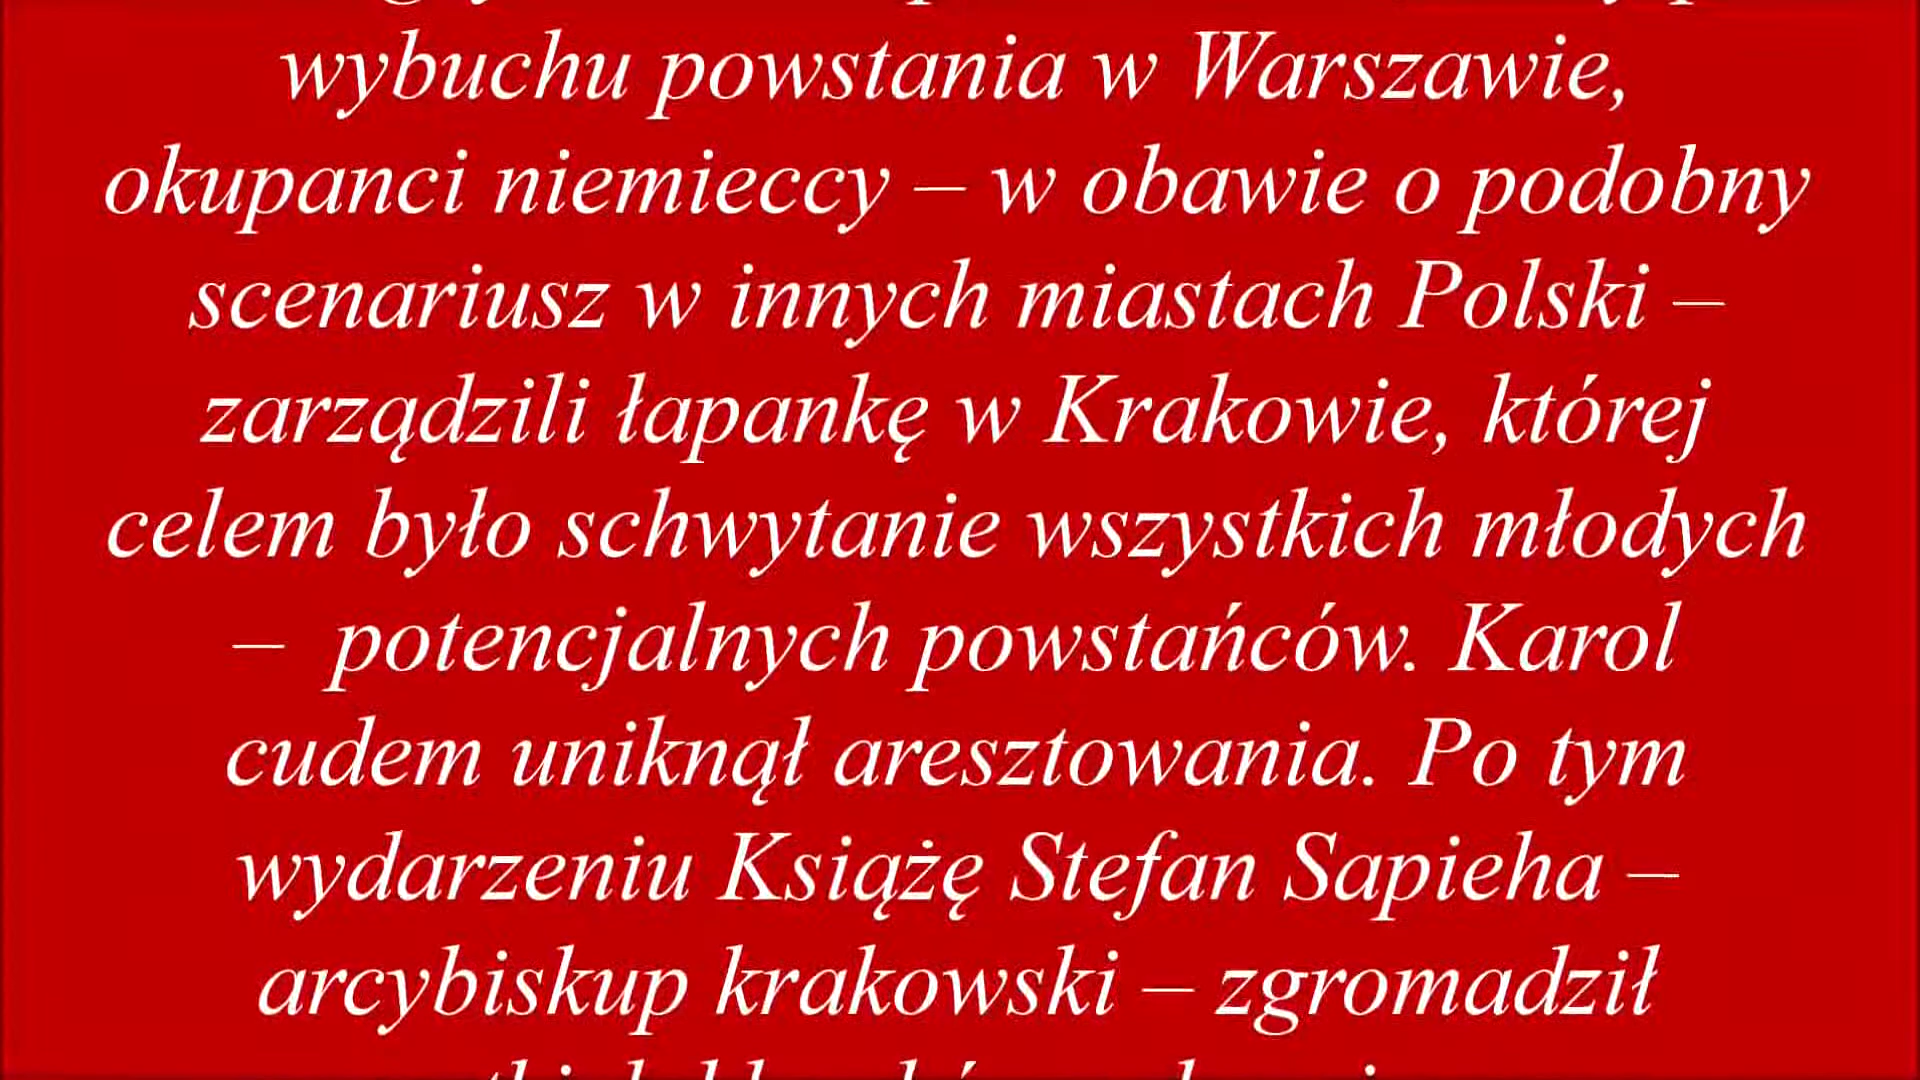 wybuchu powstania w Warszawie,
okupanci niemieccy – w obawie o podobny
scenariusz w innych miastach Polski –
zarządzili łapankę w Krakowie, której
celem było schwytanie wszystkich młodych
– potencjalnych powstańców. Karol
cudem uniknął aresztowania. Po tym
wydarzeniu Książę Stefan Sapieha –
arcybiskup krakowski – zgromadził